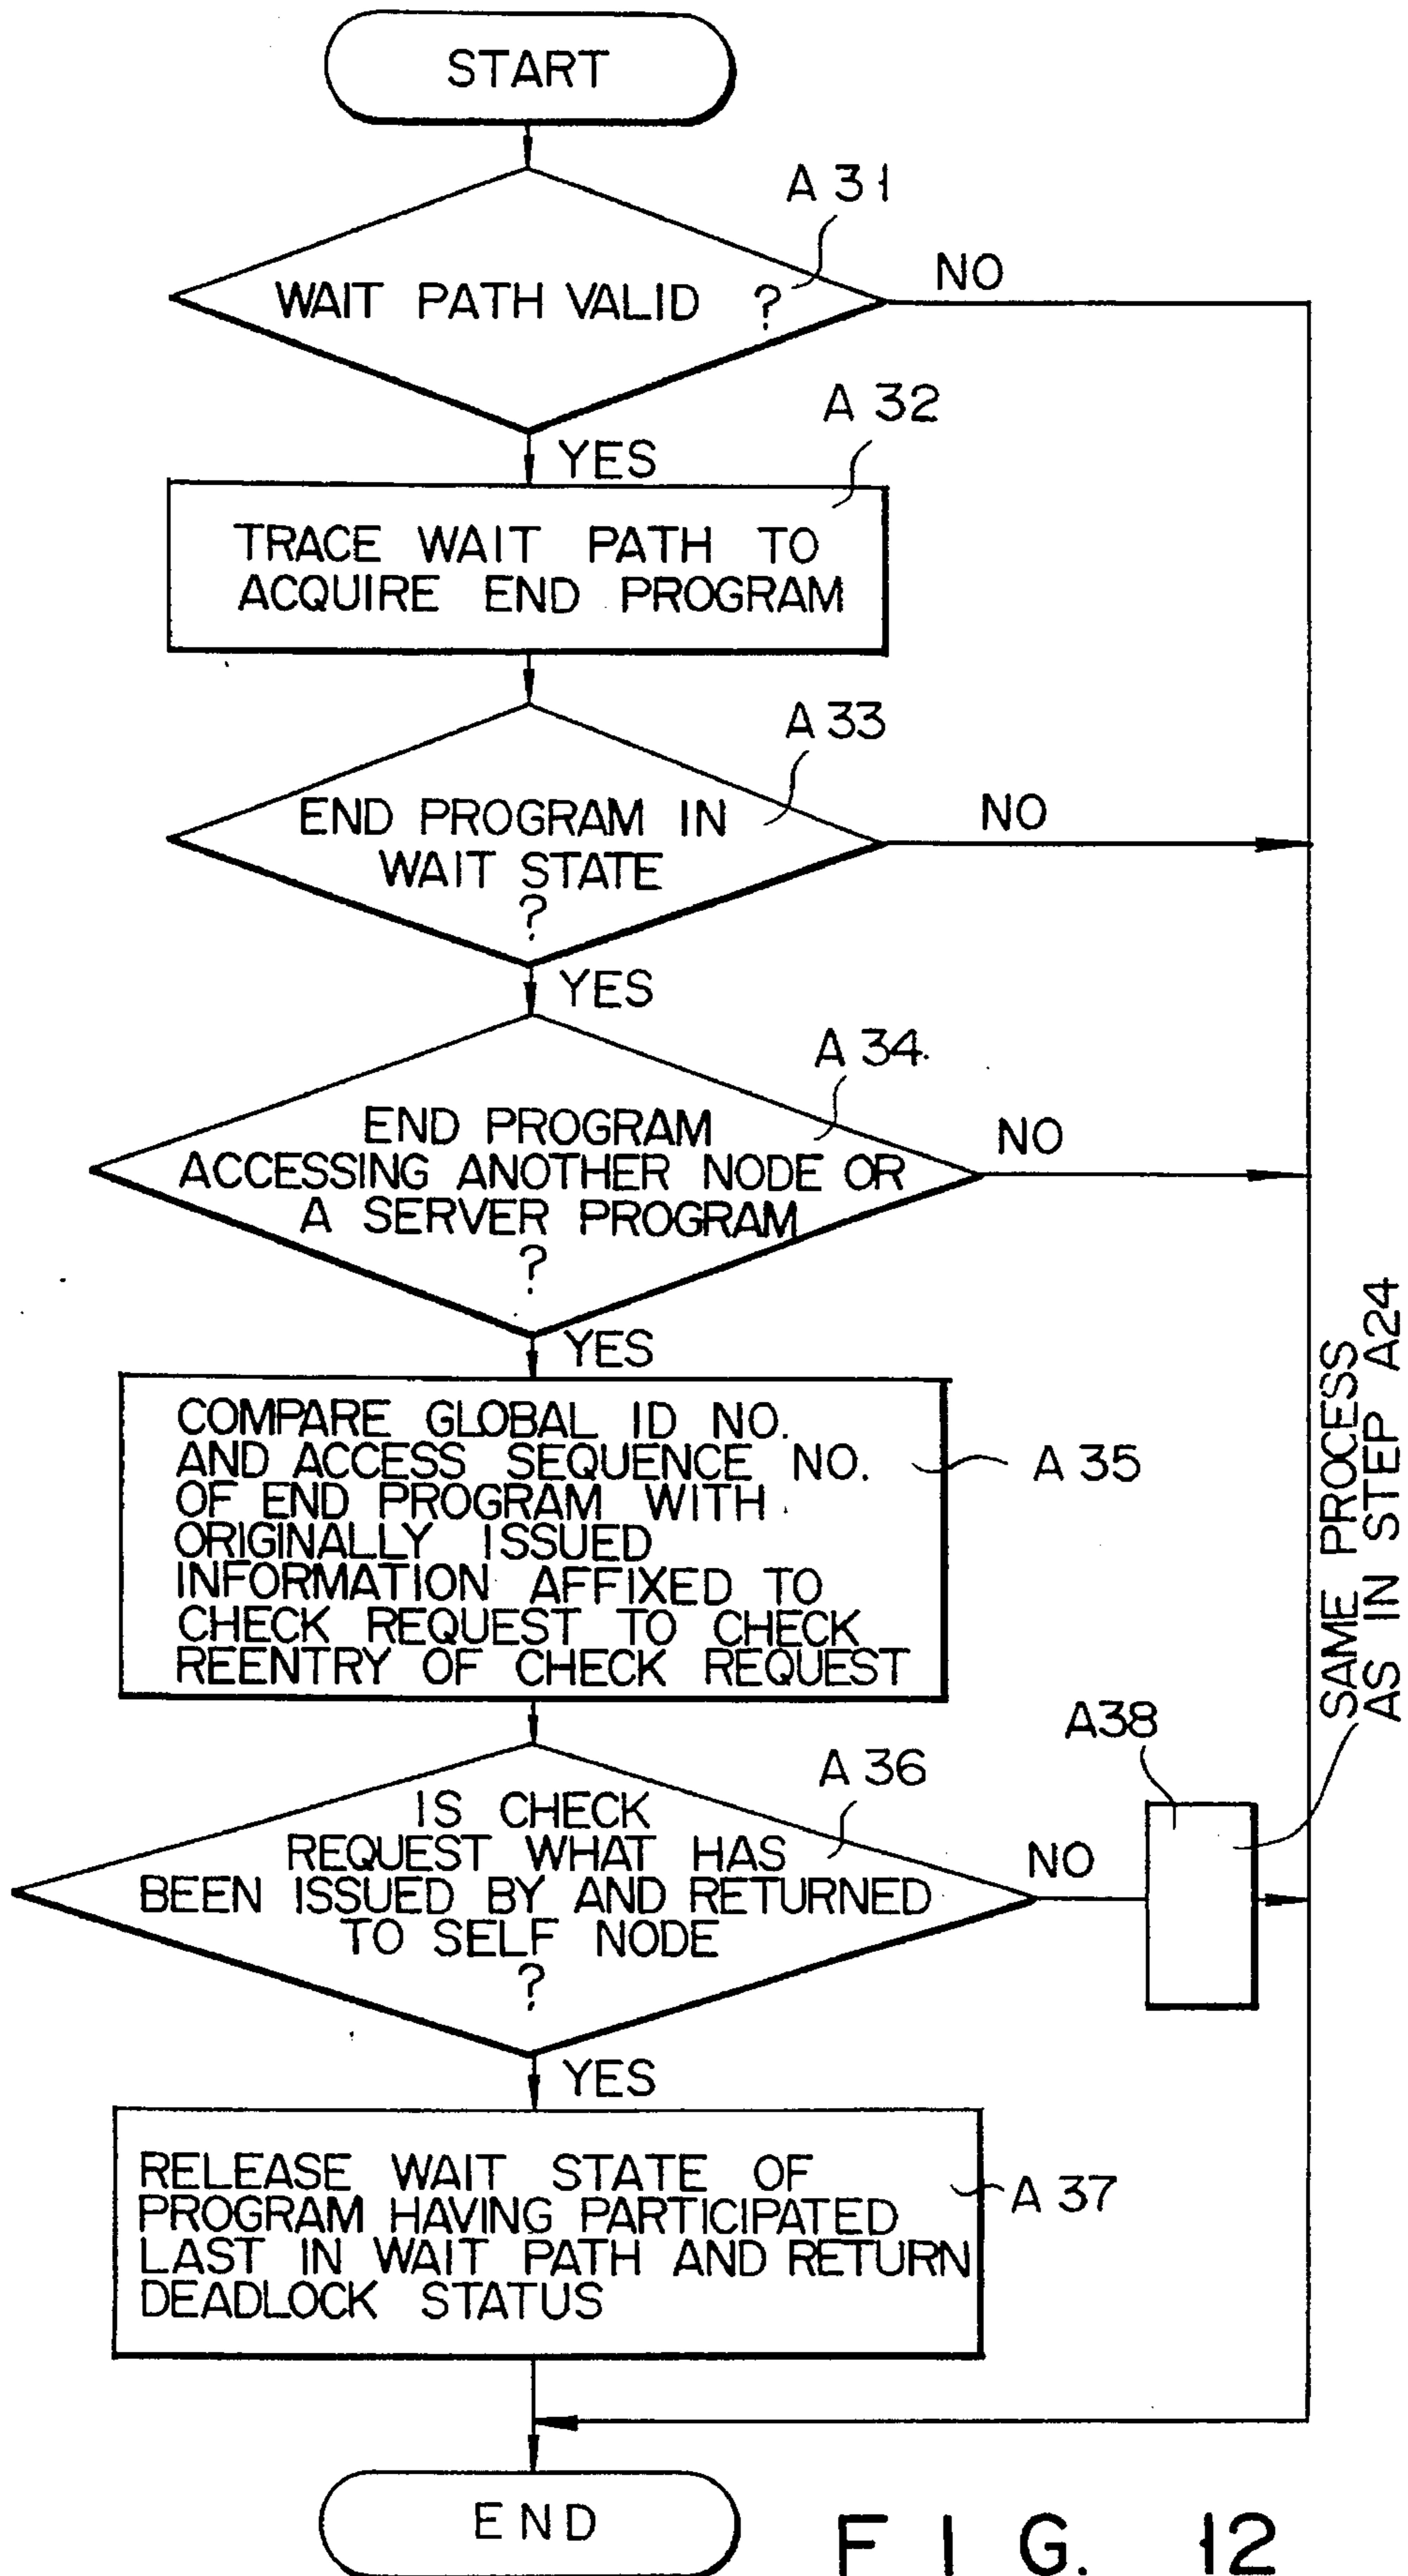 START
A 31
WAIT PATH VALID ?
NO
A 32
YES
TRACE WAIT PATH TO
ACQUIRE END PROGRAM
A 33
END PROGRAM IN
WAIT STATE
?
NO
YES
A 34
END PROGRAM
ACCESSING ANOTHER NODE OR
A SERVER PROGRAM
?
NO
YES
COMPARE GLOBAL ID NO.
AND ACCESS SEQUENCE NO.
OF END PROGRAM WITH
ORIGINALLY ISSUED
INFORMATION AFFIXED TO
CHECK REQUEST TO CHECK
REENTRY OF CHECK REQUEST
A 35
SAME PROCESS
AS IN STEP A24
A38
A 36
IS CHECK
REQUEST WHAT HAS
BEEN ISSUED BY AND RETURNED
TO SELF NODE
?
NO
YES
RELEASE WAIT STATE OF
PROGRAM HAVING PARTICIPATED
LAST IN WAIT PATH AND RETURN
DEADLOCK STATUS
A 37
END
FIG. 12